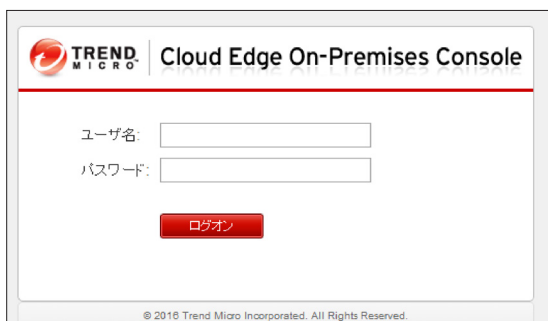 TREND MICRO Cloud Edge On-Premises Console
ユーザ名:
パスワード:
ログオン
© 2016 Trend Micro Incorporated. All Rights Reserved.